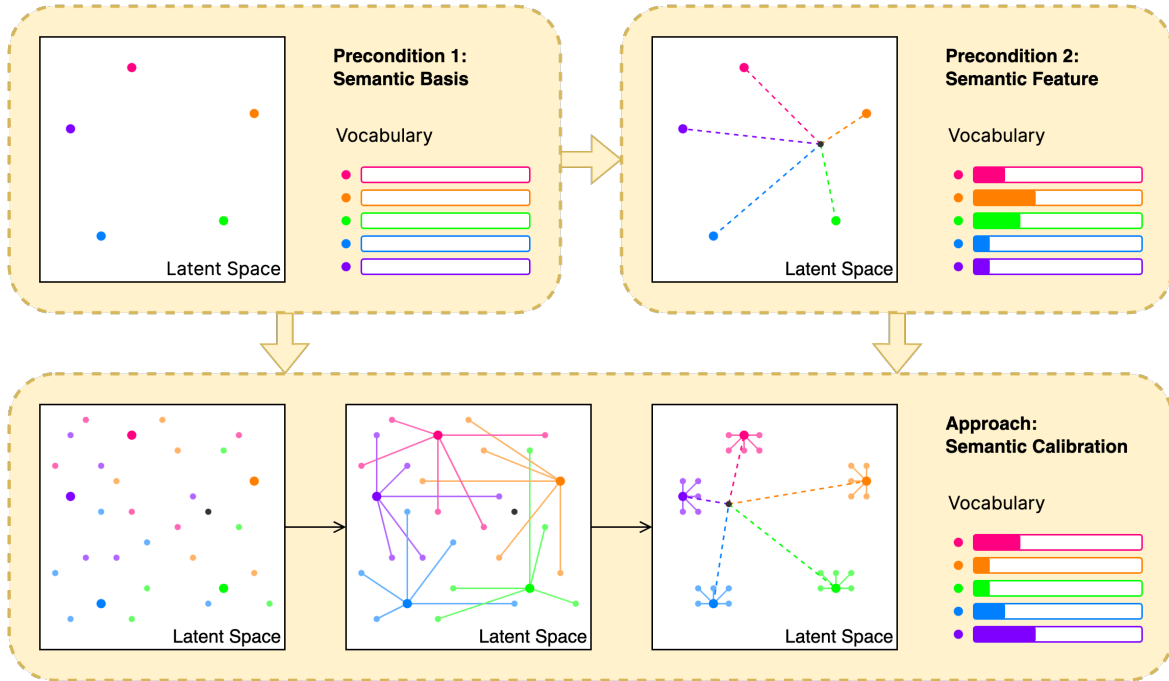 Precondition 1:
Semantic Basis
Vocabulary
Latent Space
Precondition 2:
Semantic Feature
Vocabulary
Latent Space
Approach:
Semantic Calibration
Vocabulary
Latent Space
Latent Space
Latent Space